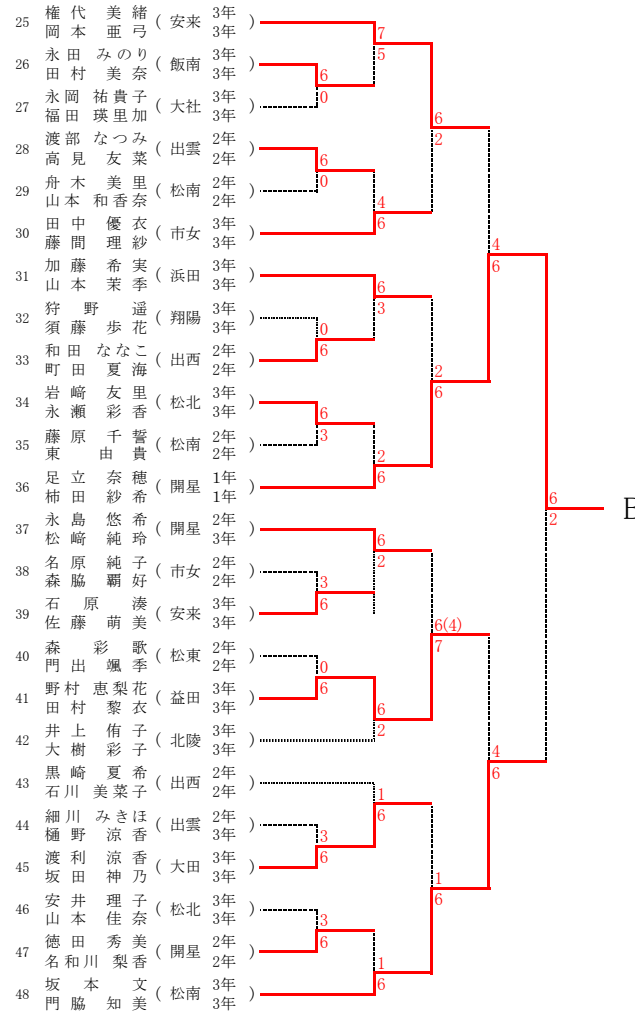 25 権代 美緒 岡本 亜弓 ( 安来 3年 3年 )
26 永田 みのり 田村 美奈 ( 飯南 3年 3年 )
27 永岡 祐貴子 福田 瑛里加 ( 大社 3年 3年 )
28 渡部 なつみ 高見 友菜 ( 出雲 2年 2年 )
29 舟木 美里 山本 和香奈 ( 松南 2年 2年 )
30 田中 優衣 藤間 理紗 ( 市女 3年 3年 )
31 加藤 希実 山本 茉季 ( 浜田 3年 3年 )
32 狩野 遥 須藤 歩花 ( 翔陽 3年 3年 )
33 和田 ななこ 町田 夏海 ( 出西 2年 2年 )
34 岩﨑 友里 永瀬 彩香 ( 松北 3年 3年 )
35 藤原 千誓 東 由貴 ( 松南 2年 2年 )
36 足立 奈穂 柿田 紗希 ( 開星 1年 1年 )
37 永島 悠希 松﨑 純玲 ( 開星 2年 3年 )
38 名原 純子 森脇 覇好 ( 市女 2年 2年 )
39 石原 湊 佐藤 萌美 ( 安来 3年 3年 )
40 森 彩歌 門出 颯季 ( 松東 2年 2年 )
41 野村 恵梨花 田村 黎衣 ( 益田 3年 3年 )
42 井上 侑子 大樹 彩子 ( 北陵 3年 3年 )
43 黒崎 夏希 石川 美菜子 ( 出西 2年 2年 )
44 細川 みきほ 樋野 涼香 ( 出雲 2年 3年 )
45 渡利 涼香 坂田 神乃 ( 大田 3年 3年 )
46 安井 理子 山本 佳奈 ( 松北 3年 3年 )
47 徳田 秀美 名和川 梨香 ( 開星 2年 2年 )
48 坂本 文 門脇 知美 ( 松南 3年 3年 )
7
5
6
0
6
2
6
0
4
6
4
6
6
3
0
6
2
6
6
3
2
6
6
2
B
6
2
3
6
6(4)
7
0
6
6
2
4
6
1
6
3
6
1
6
3
6
1
6